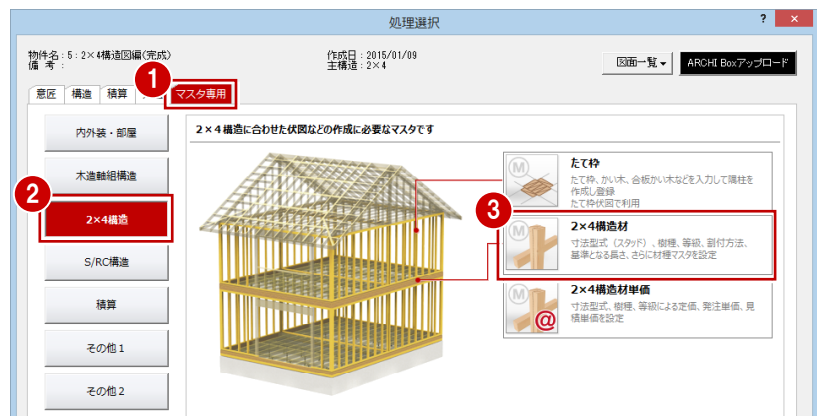 処理選択
? ×
物件名:5:2×4構造図編(完成)
備 考:
作成日:2015/01/09
主構造:2×4
図面一覧
ARCHI Boxアップロード
1
意匠 構造 積算 マスタ専用
内外装・部屋
木造軸組構造
2
2×4構造
S/RC構造
積算
その他1
その他2
2×4構造に合わせた伏図などの作成に必要なマスタです
M
たて枠
たて枠、かい木、合板かい木などを入力して隅柱を
作成し登録
たて枠伏図で利用
3
M
2×4構造材
寸法型式(スタッド)、樹種、等級、割付方法、
基準となる長さ、さらに材種マスタを設定
M
@
2×4構造材単価
寸法型式、樹種、等級による定価、発注単価、見
積単価を設定